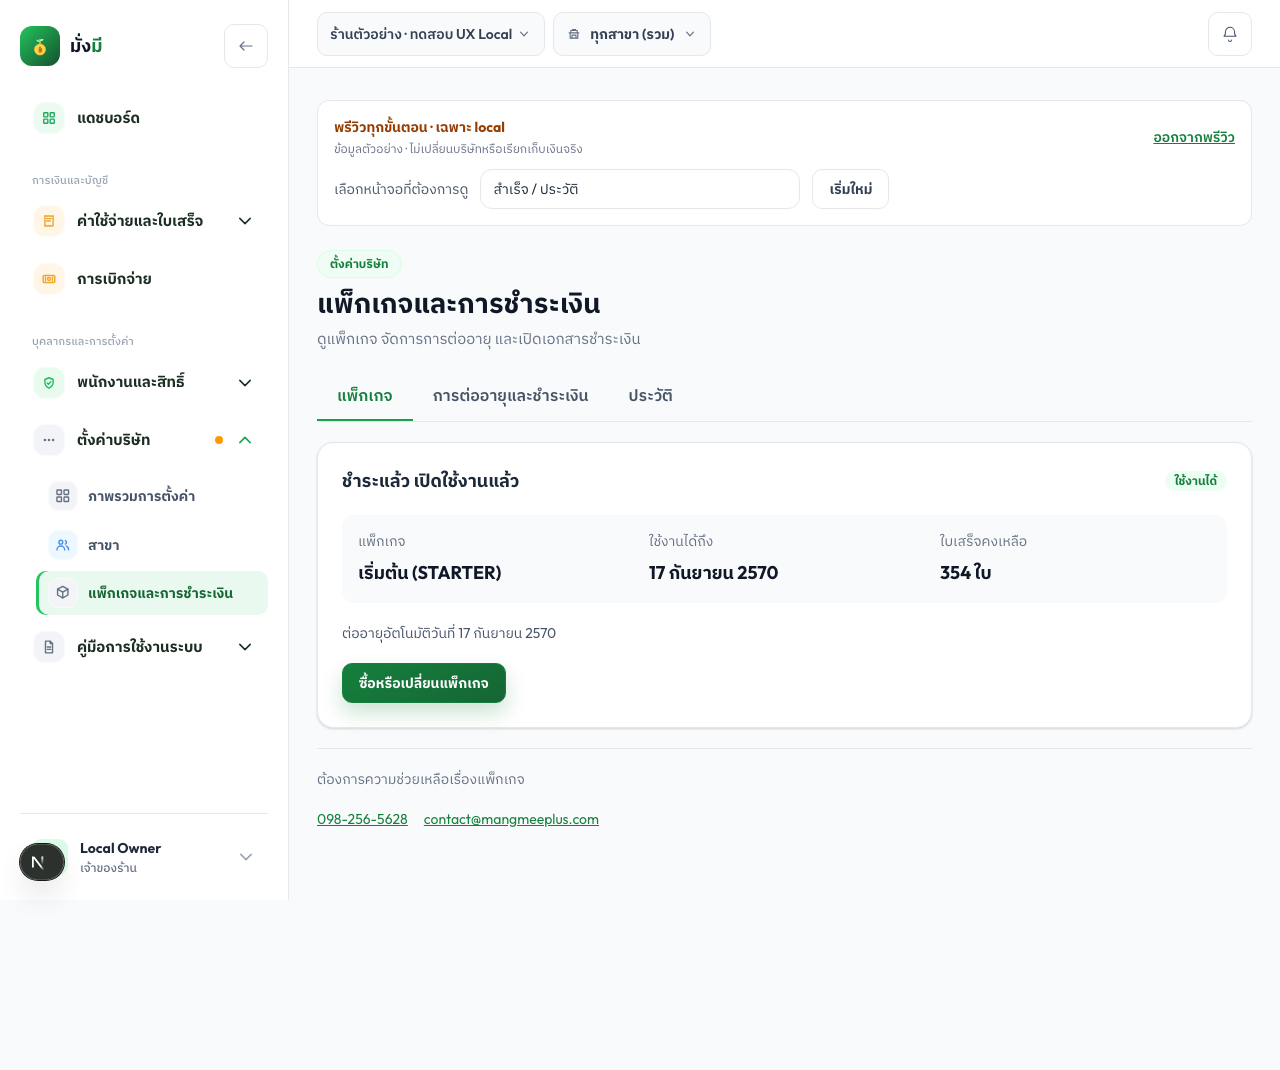 มั่งมี
แดชบอร์ด
การเงินและบัญชี
ค่าใช้จ่ายและใบเสร็จ
การเบิกจ่าย
บุคลากรและการตั้งค่า
พนักงานและสิทธิ์
ตั้งค่าบริษัท
ภาพรวมการตั้งค่า
สาขา
แพ็กเกจและการชำระเงิน
คู่มือการใช้งานระบบ
N
Local Owner
เจ้าของร้าน
ร้านตัวอย่าง · ทดสอบ UX Local
ทุกสาขา (รวม)
พรีวิวทุกขั้นตอน · เฉพาะ local
ข้อมูลตัวอย่าง · ไม่เปลี่ยนบริษัทหรือเรียกเก็บเงินจริง
ออกจากพรีวิว
เลือกหน้าจอที่ต้องการดู
สำเร็จ / ประวัติ
เริ่มใหม่
ตั้งค่าบริษัท
แพ็กเกจและการชำระเงิน
ดูแพ็กเกจ จัดการการต่ออายุ และเปิดเอกสารชำระเงิน
แพ็กเกจ
การต่ออายุและชำระเงิน
ประวัติ
ชำระแล้ว เปิดใช้งานแล้ว
ใช้งานได้
แพ็กเกจ
เริ่มต้น (STARTER)
ใช้งานได้ถึง
17 กันยายน 2570
ใบเสร็จคงเหลือ
354 ใบ
ต่ออายุอัตโนมัติวันที่ 17 กันยายน 2570
ซื้อหรือเปลี่ยนแพ็กเกจ
ต้องการความช่วยเหลือเรื่องแพ็กเกจ
098-256-5628
contact@mangmeeplus.com